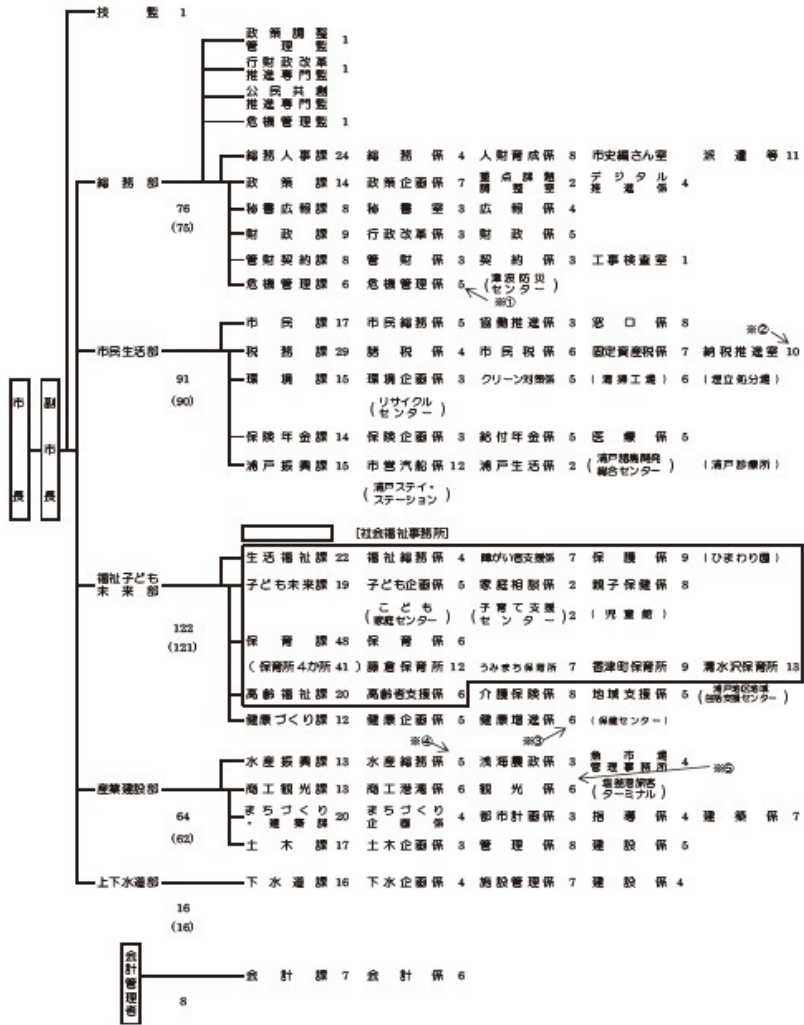 技監 1
政策調整
管理監 1
行財政改革
推進専門監 1
公民共創
推進専門監
危機管理監 1
総務人事課 24 総務係 4 人財育成係 8 市史編さん室 派遣等 11
総務部
政策課 14 政策企画係 7 重点課題調整室 2 デジタル推進係 4
76
(75)
秘書広報課 8 秘書室 3 広報係 4
財政課 9 行政改革係 3 財政係 5
管財契約課 8 管財係 3 契約係 3 工事検査室 1
危機管理課 6 危機管理係 5 (津波防災センター)
※①
市民課 17 市民総務係 5 協働推進係 3 窓口係 8
※②
市民生活部
税務課 29 諸税係 4 市民税係 6 固定資産税係 7 納税推進室 10
91
(90)
環境課 15 環境企画係 3 クリーン対策係 5 (清掃工場) 6 (埋立処分場)
(リサイクルセンター)
保険年金課 14 保険企画係 3 給付年金係 5 医療係 5
浦戸振興課 15 市営汽船係 12 浦戸生活係 2 (浦戸諸島開発総合センター) (浦戸診療所)
(浦戸ステイ・ステーション)
市長
副市長
[社会福祉事務所]
生活福祉課 22 福祉総務係 4 障がい者支援係 7 保護係 9 (ひまわり園)
福祉子ども
未来部
子ども未来課 19 子ども企画係 5 家庭相談係 2 親子保健係 8
(こども家庭センター) (子育て支援センター) 2 (児童館)
122
(121)
保育課 48 保育係 6
(保育所4か所 41) 藤倉保育所 12 うみまち保育所 7 香津町保育所 9 清水沢保育所 13
高齢福祉課 20 高齢者支援係 6 介護保険係 8 地域支援係 5 (浦戸地区地域包括支援センター)
健康づくり課 12 健康企画係 5 健康増進係 6 (保健センター)
※④ ※③
水産振興課 13 水産総務係 5 浅海農政係 3 魚市場管理事務所 4
※⑤
産業建設部
商工観光課 13 商工港湾係 6 観光係 6 (塩釜港旅客ターミナル)
64
(62)
まちづくり・建築課 20 まちづくり企画係 4 都市計画係 3 指導係 4 建築係 7
土木課 17 土木企画係 3 管理係 8 建設係 5
上下水道部
下水道課 16 下水企画係 4 施設管理係 7 建設係 4
16
(16)
会計管理者
会計課 7 会計係 6
8